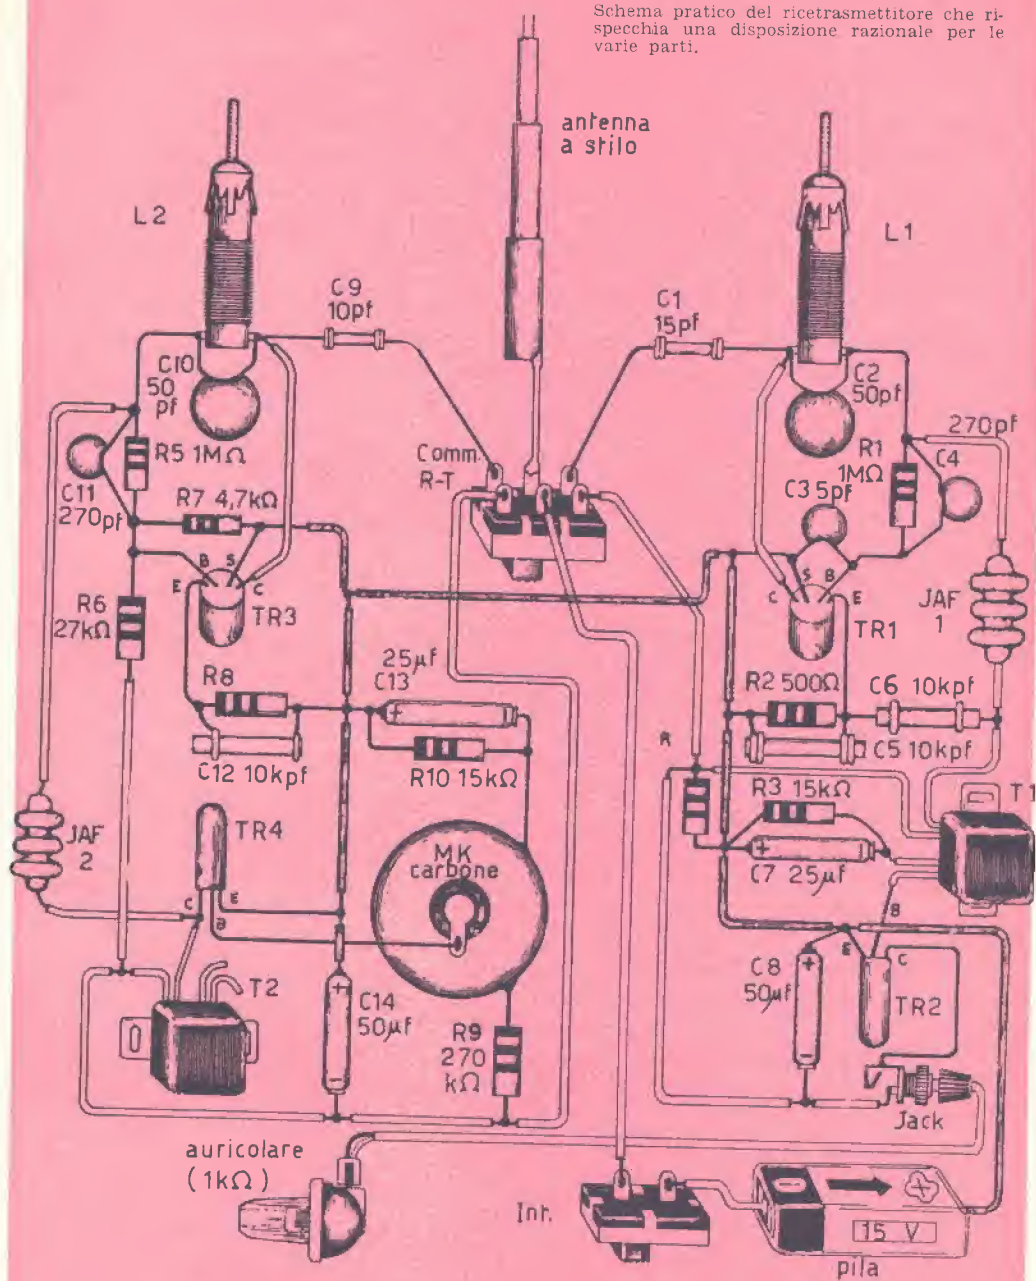 Schema pratico del ricetrasmettitore che ri-
specchia una disposizione razionale per le
varie parti.
antenna
a stilo
L2
L1
C9
10pf
C1
15pf
C10
50
pf
C2
50pf
270pf
R5 1MΩ
Comm.
R-T
R1
1MΩ
C4
C11
270pf
R7 4,7kΩ
C3 5pf
B
S
E
C
S
B
C
E
R6
27kΩ
TR3
TR1
JAF
1
25µf
C13
R8
R2 500Ω
C6 10kpf
C12 10kpf
R10 15kΩ
R
C5 10kpf
T1
R3 15kΩ
JAF
2
TR4
MK
carbone
C7 25µf
C
B
E
B
E
C
T2
C14
50µf
C8
50µf
TR2
R9
270
kΩ
Jack
auricolare
(1kΩ)
Int.
15 V
pila